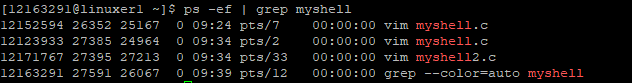 [12163291@linuxer1 ~]$ ps -ef | grep myshell
12152594 26352 25167  0 09:24 pts/7    00:00:00 vim myshell.c
12123933 27385 24964  0 09:34 pts/2    00:00:00 vim myshell.c
12171767 27395 27213  0 09:34 pts/33   00:00:00 vim myshell2.c
12163291 27591 26067  0 09:39 pts/12   00:00:00 grep --color=auto myshell